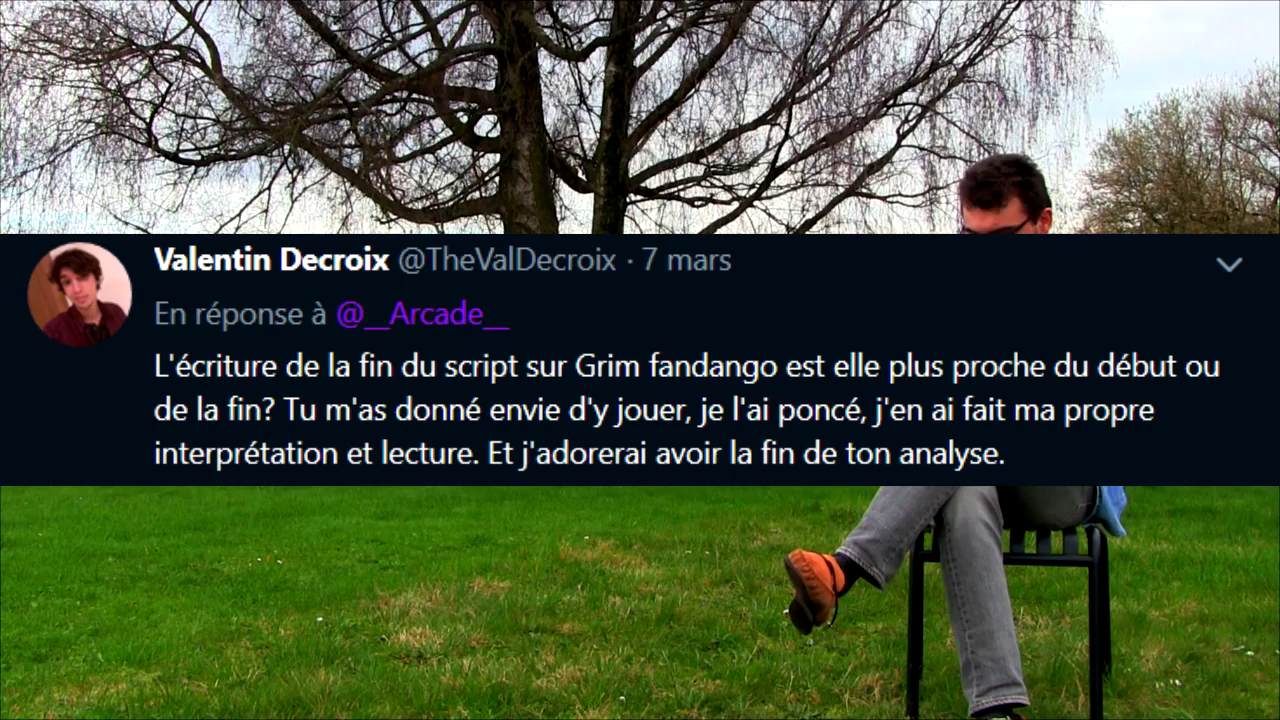 Valentin Decroix @TheValDecroix · 7 mars
En réponse à @__Arcade__
L'écriture de la fin du script sur Grim fandango est elle plus proche du début ou
de la fin? Tu m'as donné envie d'y jouer, je l'ai poncé, j'en ai fait ma propre
interprétation et lecture. Et j'adorerai avoir la fin de ton analyse.